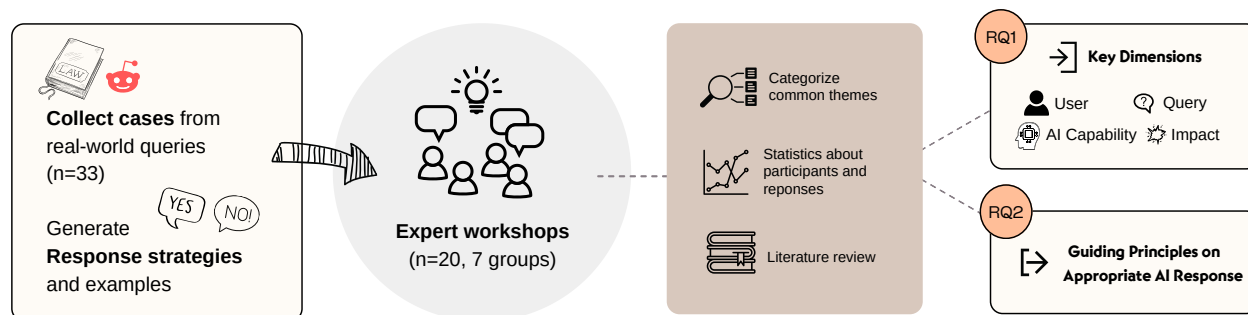 LAW
Collect cases from
real-world queries
(n=33)
YES
NO!
Generate
Response strategies
and examples
Expert workshops
(n=20, 7 groups)
Categorize
common themes
Statistics about
participants and
reponses
Literature review
RQ1
Key Dimensions
User
Query
AI Capability
Impact
RQ2
Guiding Principles on
Appropriate AI Response